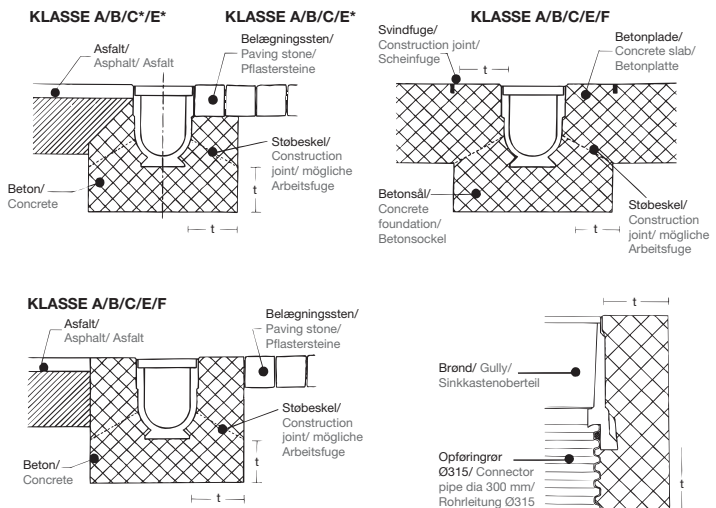 KLASSE A/B/C*/E*
KLASSE A/B/C/E*
Asfalt/
Asphalt/ Asfalt
Belægningssten/
Paving stone/
Pflastersteine
Støbeskel/
Construction
joint/ mögliche
Arbeitsfuge
Beton/
Concrete
t
t
KLASSE A/B/C/E/F
Svindfuge/
Construction joint/
Scheinfuge
t
Betonplade/
Concrete slab/
Betonplatte
Betonsål/
Concrete
foundation/
Betonsockel
Støbeskel/
Construction
joint/ mögliche
Arbeitsfuge
t
KLASSE A/B/C/E/F
Asfalt/
Asphalt/ Asfalt
Belægningssten/
Paving stone/
Pflastersteine
Støbeskel/
Construction
joint/ mögliche
Arbeitsfuge
Beton/
Concrete
t
t
t
Brønd/ Gully/
Sinkkastenoberteil
Opføringrør
Ø315/ Connector
pipe dia 300 mm/
Rohrleitung Ø315
t